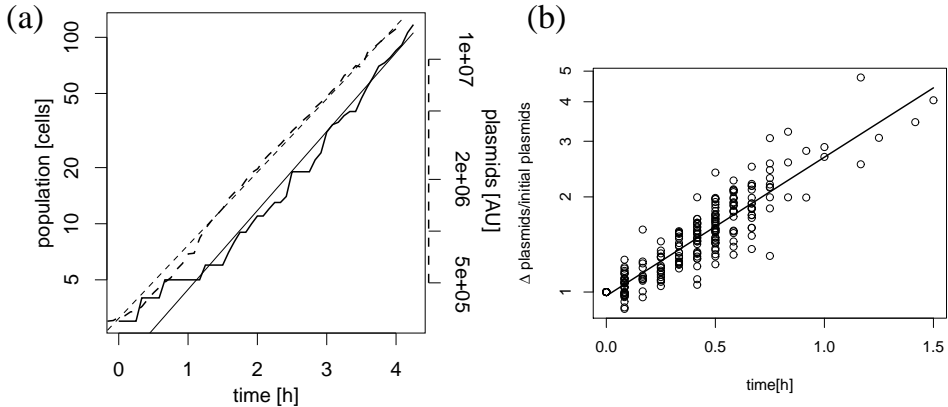 (a)
100
50
10
5
population [cells]
0 1 2 3 4
time [h]
1e+07
2e+06
5e+05
plasmids [AU]
(b)
5
4
3
2
1
Δ plasmids/initial plasmids
0.0 0.5 1.0 1.5
time[h]